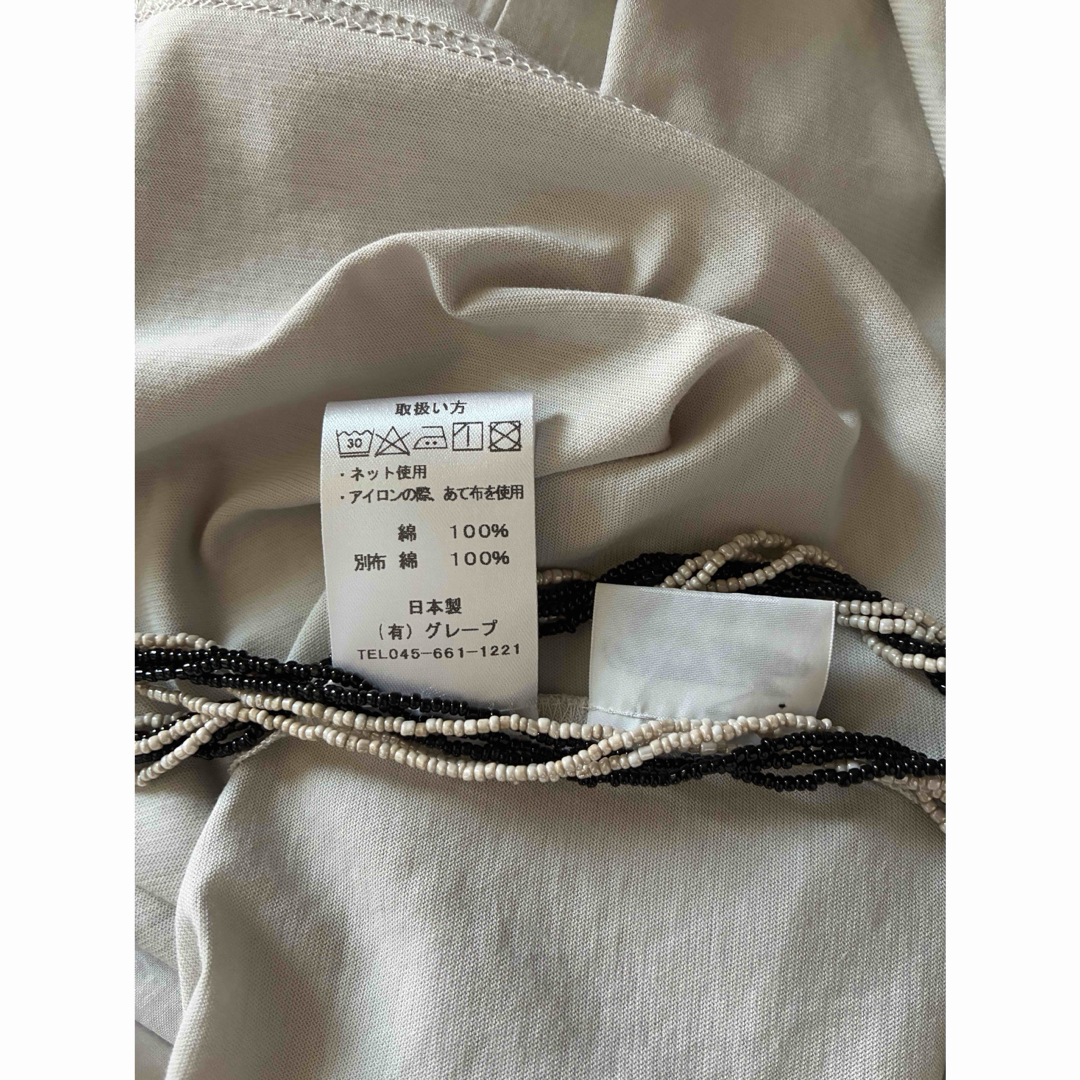 取扱い方
30
・ネット使用
・アイロンの際、あて布を使用
綿 100%
別布 綿 100%
日本製
(有) グレープ
TEL045-661-1221